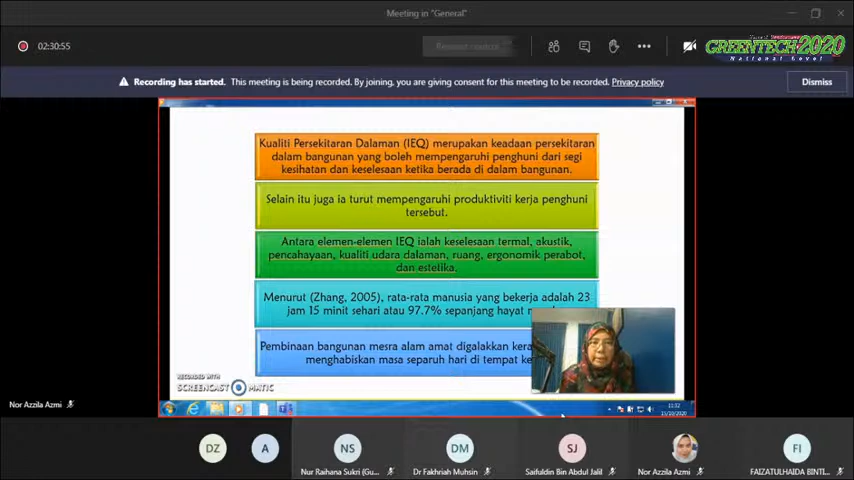 Meeting in "General"
02:30:55
GREENTECH2020
National Level
Recording has started. This meeting is being recorded. By joining, you are giving consent for this meeting to be recorded. Privacy policy
Dismiss
Kualiti Persekitaran Dalaman (IEQ) merupakan keadaan persekitaran
dalam bangunan yang boleh mempengaruhi penghuni dari segi
kesihatan dan keselesaan ketika berada di dalam bangunan.
Selain itu juga ia turut mempengaruhi produktiviti kerja penghuni
tersebut.
Antara elemen-elemen IEQ ialah keselesaan termal, akustik,
pencahayaan, kualiti udara dalaman, ruang, ergonomik perabot,
dan estetika.
Menurut (Zhang, 2005), rata-rata manusia yang bekerja adalah 23
jam 15 minit sehari atau 97.7% sepanjang hayat
Pembinaan bangunan mesra alam amat digalakkan
menghabiskan masa separuh hari di tempat
RECORDED WITH
SCREENCAST MATIC
Nor Azzila Azmi
11:32
13/10/2020
DZ
A
NS
DM
SJ
FI
Nur Raihana Sukri (Gu...
Dr Fakhriah Muhsin
Saifuldin Bin Abdul Jalil
Nor Azzila Azmi
FAIZATULHAIDA BINTI...